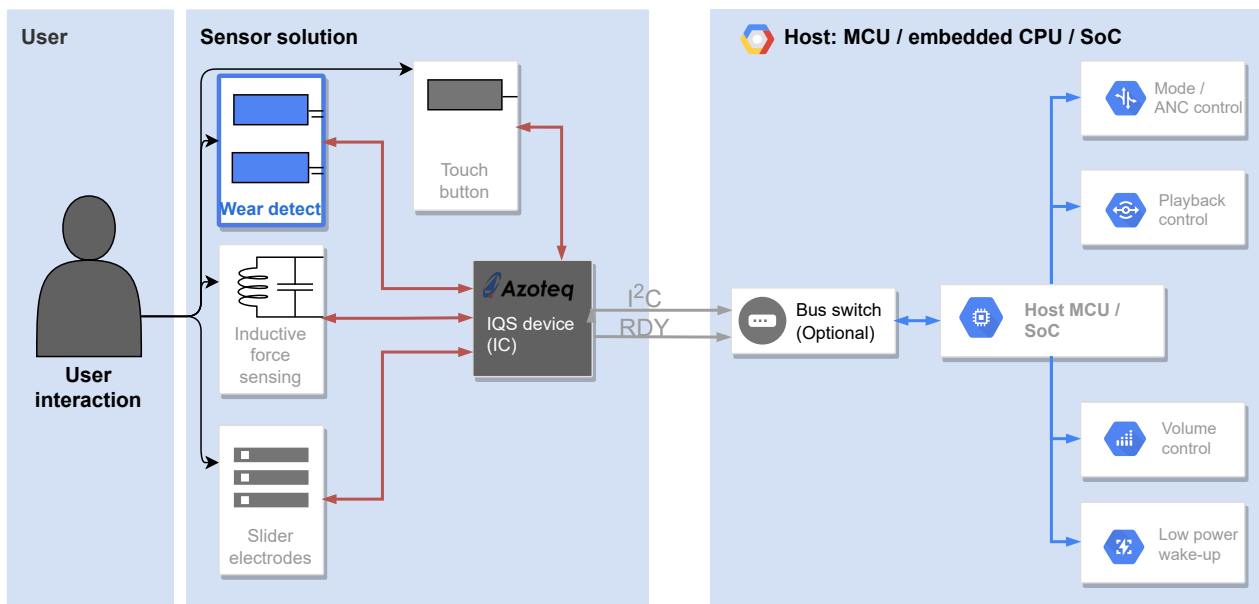 User
User
interaction
Sensor solution
Wear detect
Touch
button
Inductive
force
sensing
Slider
electrodes
Azoteq
IQS device
(IC)
I²C
RDY
Host: MCU / embedded CPU / SoC
Bus switch
(Optional)
Host MCU /
SoC
Mode /
ANC control
Playback
control
Volume
control
Low power
wake-up